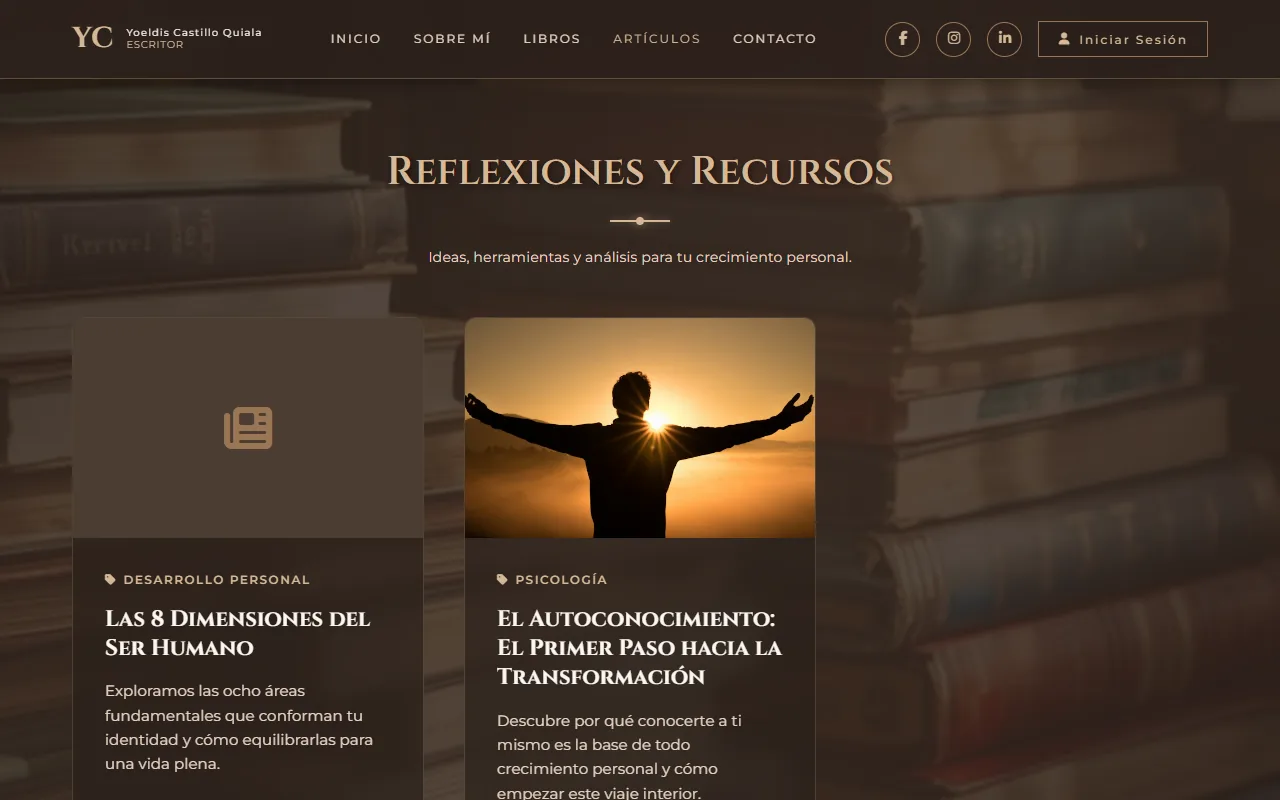 YC
Yoeldis Castillo Quiala
ESCRITOR
INICIO
SOBRE MÍ
LIBROS
ARTÍCULOS
CONTACTO
Iniciar Sesión
Reflexiones y Recursos
Ideas, herramientas y análisis para tu crecimiento personal.
DESARROLLO PERSONAL
Las 8 Dimensiones del
Ser Humano
Exploramos las ocho áreas
fundamentales que conforman tu
identidad y cómo equilibrarlas para
una vida plena.
PSICOLOGÍA
El Autoconocimiento:
El Primer Paso hacia la
Transformación
Descubre por qué conocerte a ti
mismo es la base de todo
crecimiento personal y cómo
empezar este viaje interior.